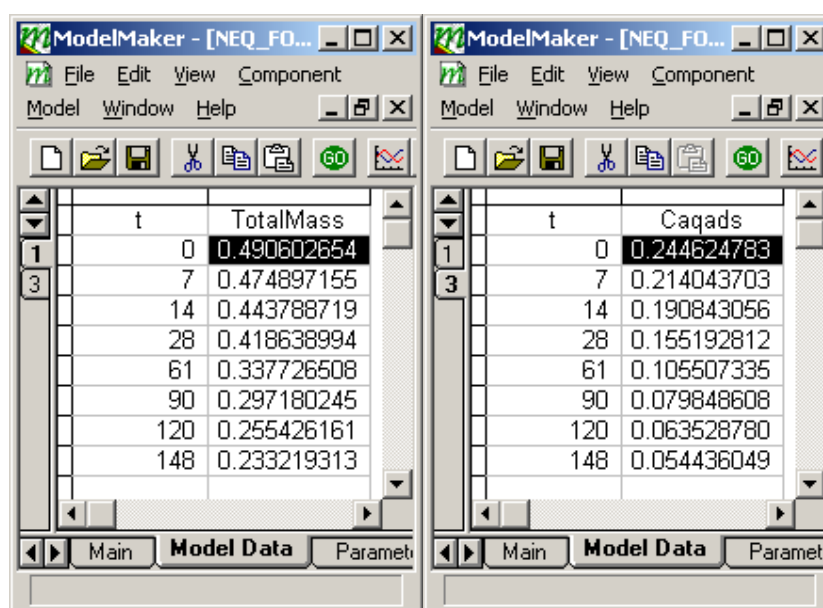 ModelMaker - [NEQ_FO...
File Edit View Component
Model Window Help
GO
t TotalMass
0 0.490602654
7 0.474897155
14 0.443788719
28 0.418638994
61 0.337726508
90 0.297180245
120 0.255426161
148 0.233219313
1
3
Main Model Data Paramet
ModelMaker - [NEQ_FO...
File Edit View Component
Model Window Help
GO
t Caqads
0 0.244624783
7 0.214043703
14 0.190843056
28 0.155192812
61 0.105507335
90 0.079848608
120 0.063528780
148 0.054436049
1
3
Main Model Data Paramet